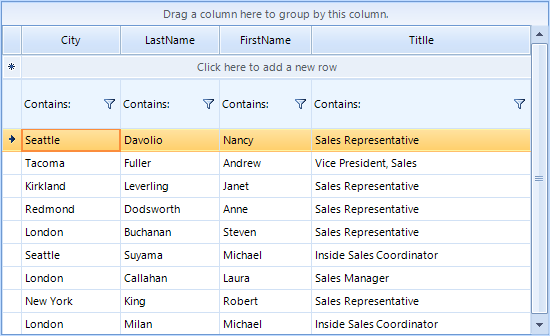 Drag a column here to group by this column.
City LastName FirstName Titlle
Click here to add a new row
Contains: Contains: Contains: Contains:
Seattle Davolio Nancy Sales Representative
Tacoma Fuller Andrew Vice President, Sales
Kirkland Leverling Janet Sales Representative
Redmond Dodsworth Anne Sales Representative
London Buchanan Steven Sales Representative
Seattle Suyama Michael Inside Sales Coordinator
London Callahan Laura Sales Manager
New York King Robert Sales Representative
London Milan Michael Inside Sales Coordinator